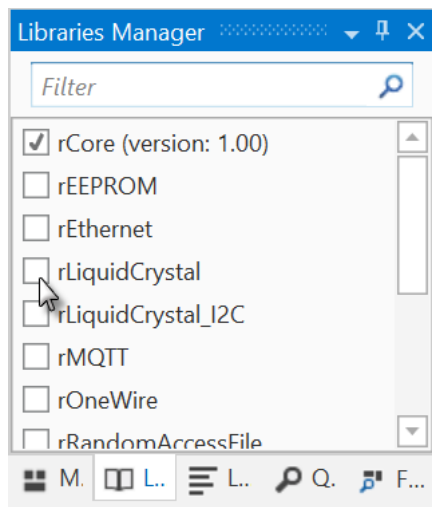 Libraries Manager
Filter
rCore (version: 1.00)
rEEPROM
rEthernet
rLiquidCrystal
rLiquidCrystal_I2C
rMQTT
rOneWire
rRandomAccessFile
M. L.. L.. Q. F...